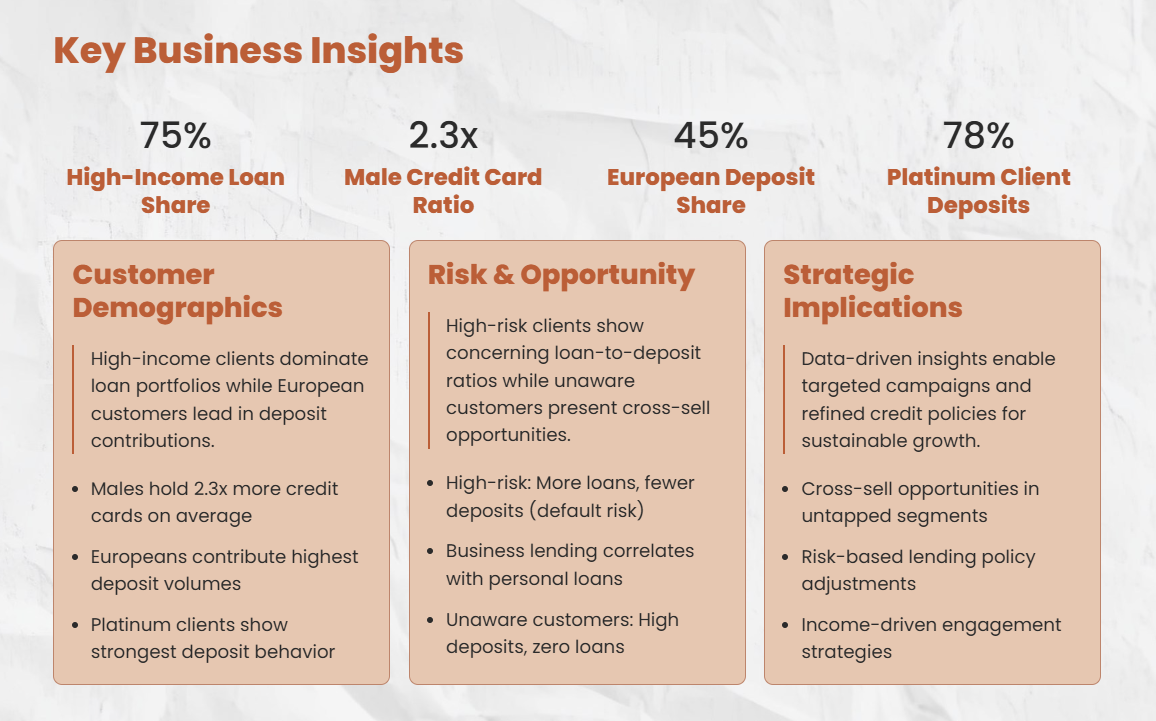 Key Business Insights
75%
High-Income Loan
Share
2.3x
Male Credit Card
Ratio
45%
European Deposit
Share
78%
Platinum Client
Deposits
Customer
Demographics
High-income clients dominate
loan portfolios while European
customers lead in deposit
contributions.
• Males hold 2.3x more credit
cards on average
• Europeans contribute highest
deposit volumes
• Platinum clients show
strongest deposit behavior
Risk & Opportunity
High-risk clients show
concerning loan-to-deposit
ratios while unaware
customers present cross-sell
opportunities.
• High-risk: More loans, fewer
deposits (default risk)
• Business lending correlates
with personal loans
• Unaware customers: High
deposits, zero loans
Strategic
Implications
Data-driven insights enable
targeted campaigns and
refined credit policies for
sustainable growth.
• Cross-sell opportunities in
untapped segments
• Risk-based lending policy
adjustments
• Income-driven engagement
strategies